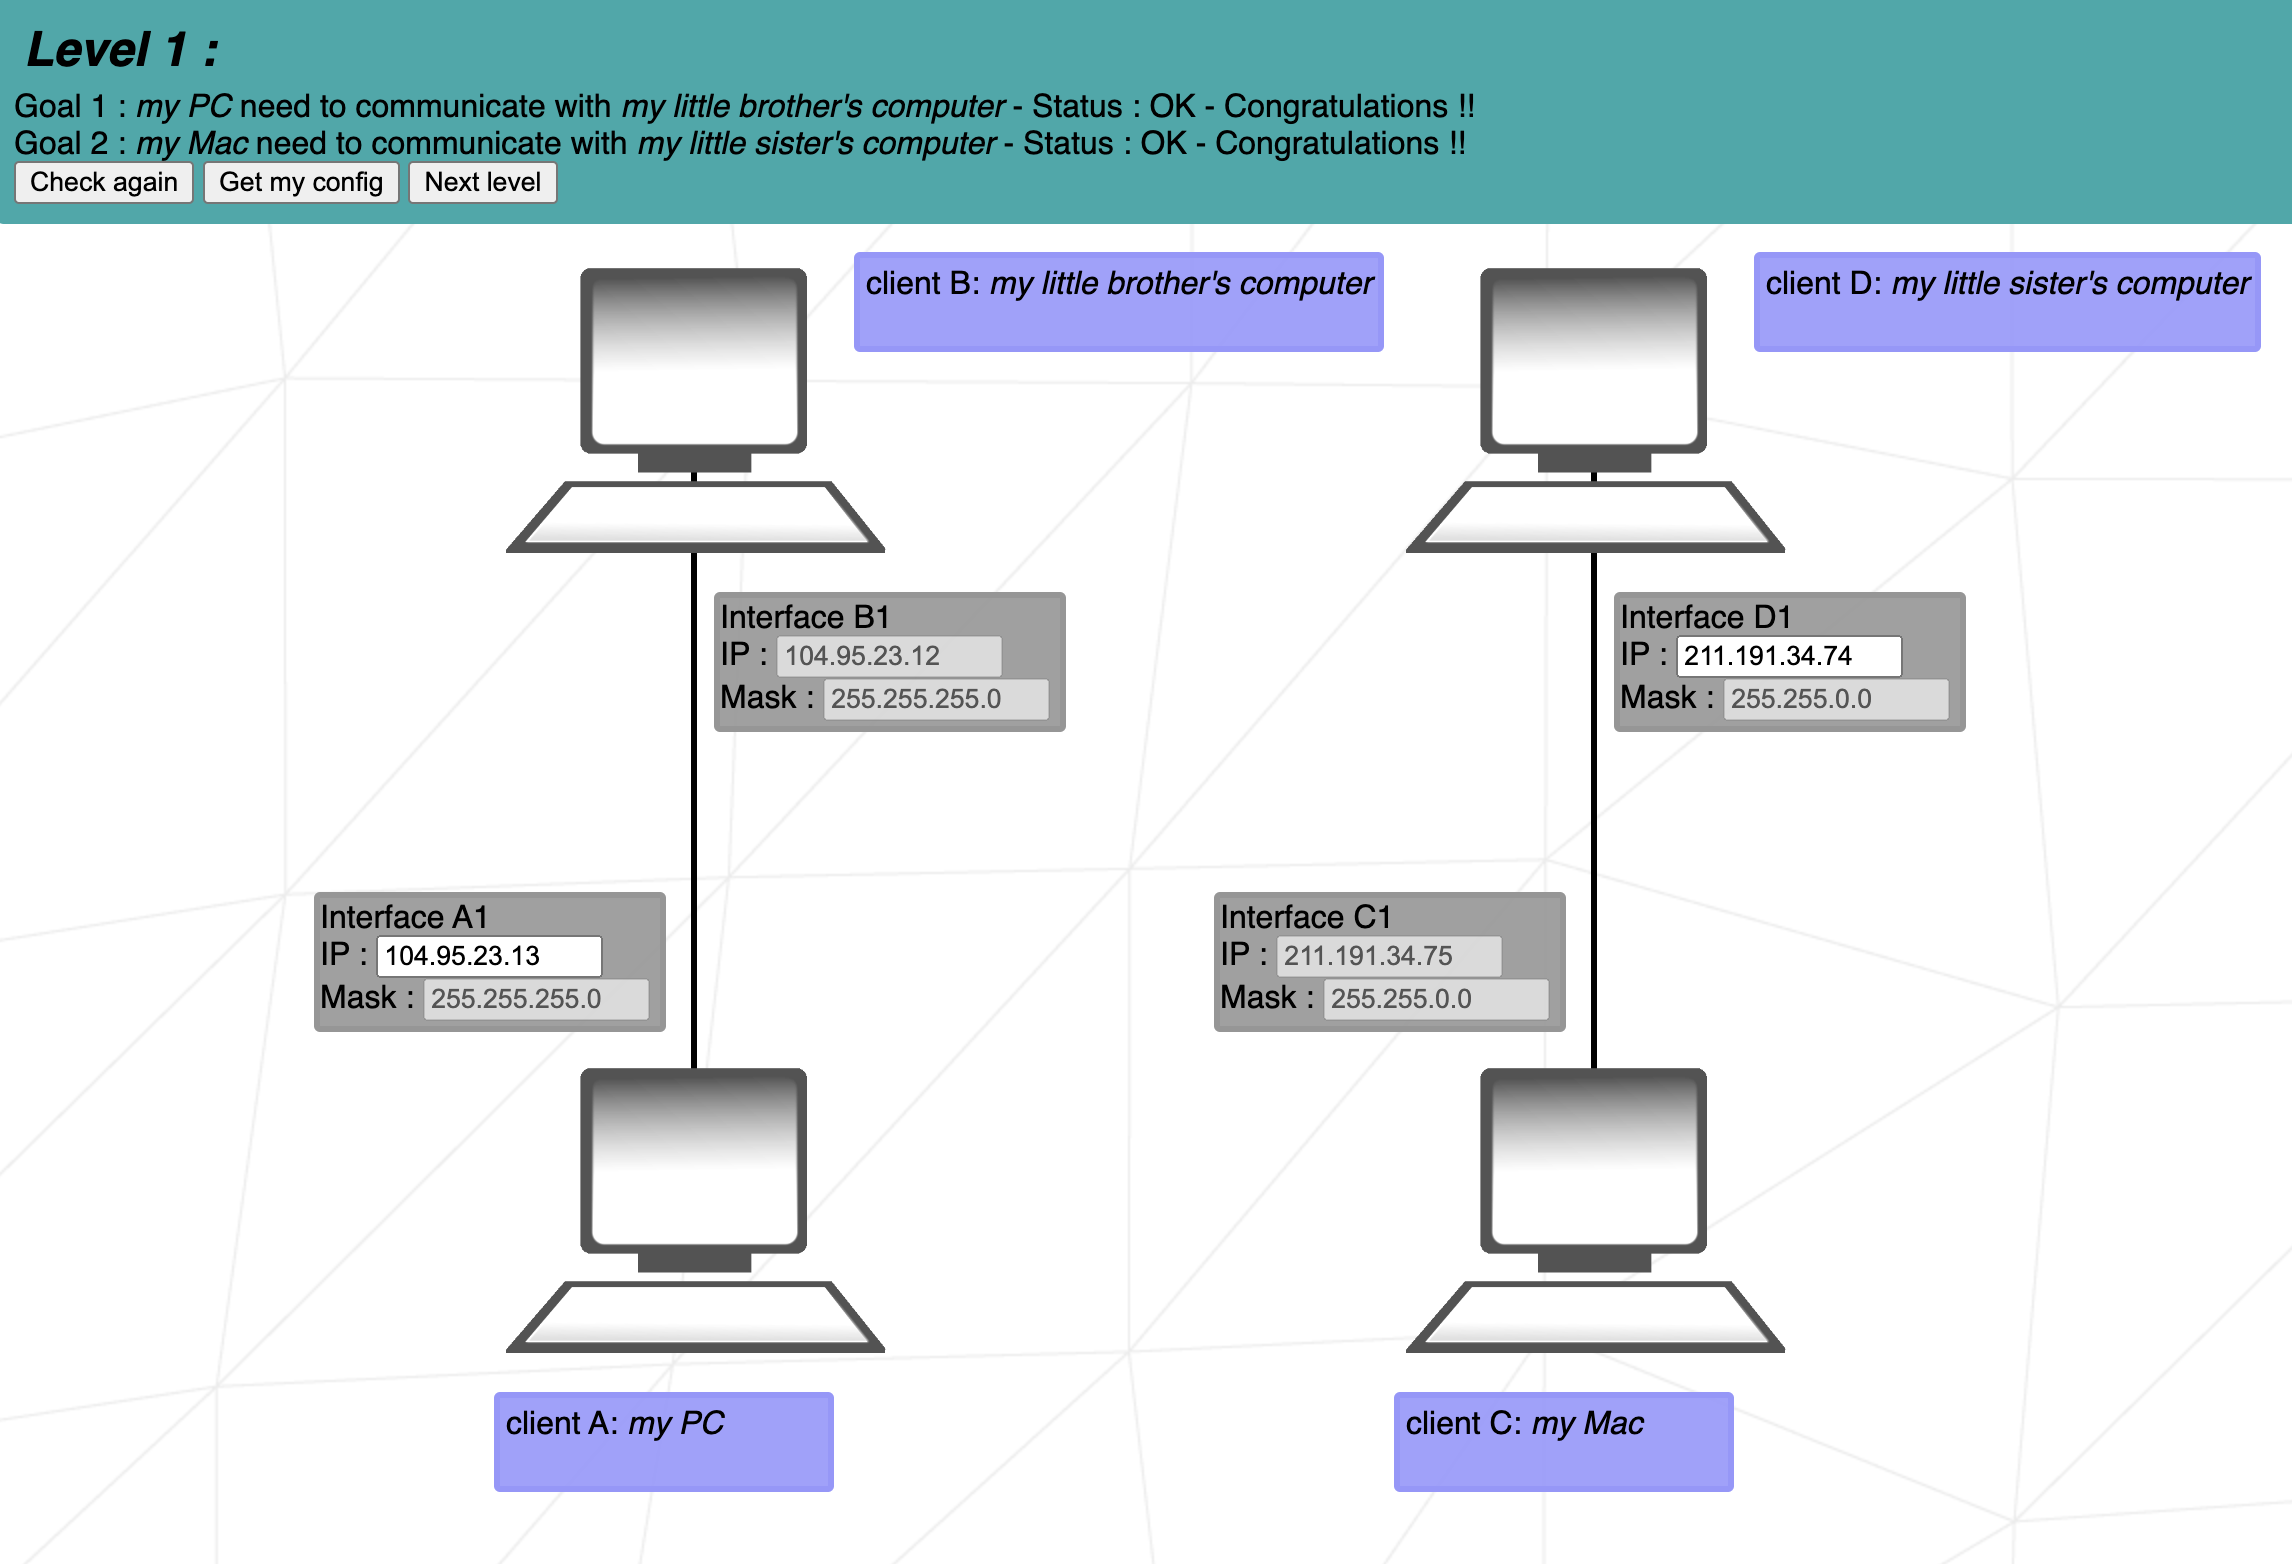 Level 1 :
Goal 1 : my PC need to communicate with my little brother's computer - Status : OK - Congratulations !!
Goal 2 : my Mac need to communicate with my little sister's computer - Status : OK - Congratulations !!
Check again Get my config Next level
client B: my little brother's computer
client D: my little sister's computer
Interface B1
IP : 104.95.23.12
Mask : 255.255.255.0
Interface D1
IP : 211.191.34.74
Mask : 255.255.0.0
Interface A1
IP : 104.95.23.13
Mask : 255.255.255.0
Interface C1
IP : 211.191.34.75
Mask : 255.255.0.0
client A: my PC
client C: my Mac